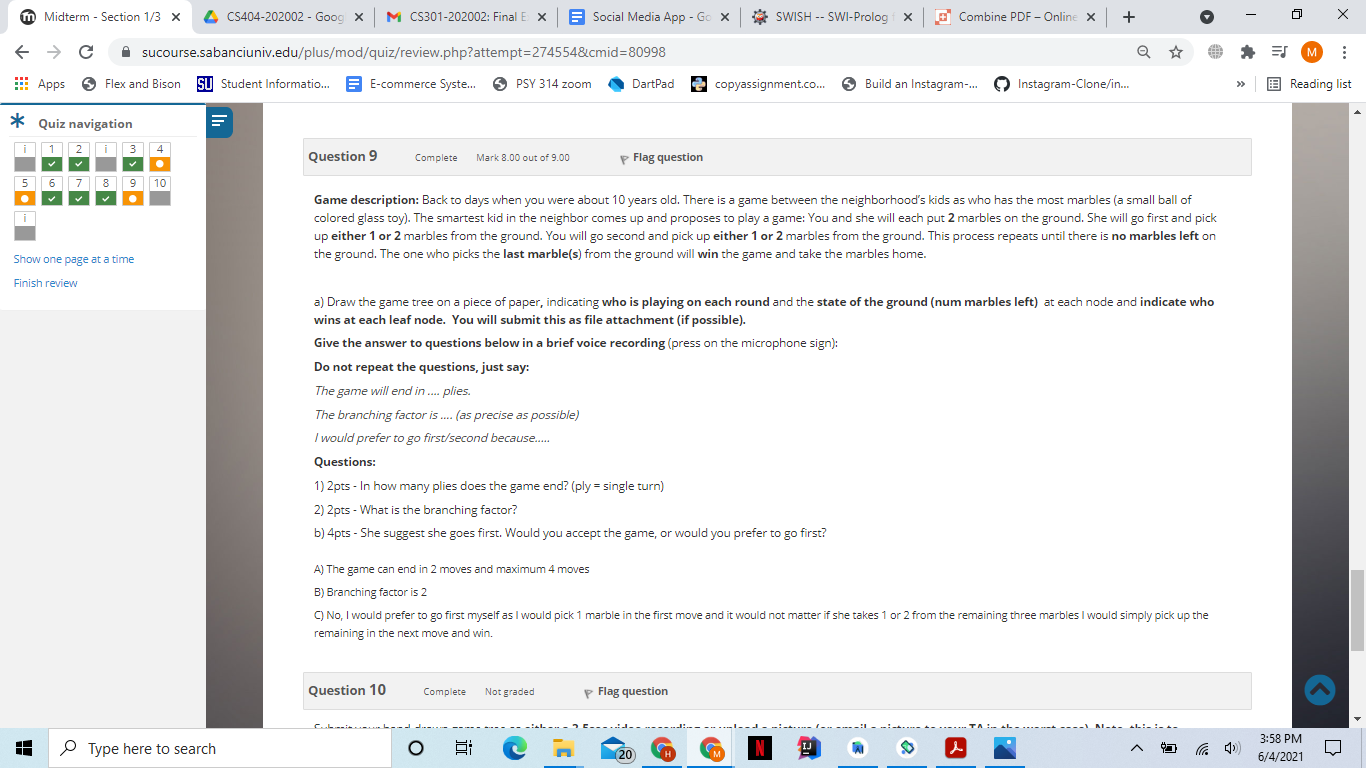 Midterm - Section 1/3
CS404-202002 - Goog
CS301-202002: Final E
Social Media App - Go
SWISH -- SWI-Prolog f
Combine PDF – Online
sucourse.sabanciuniv.edu/plus/mod/quiz/review.php?attempt=274554&cmid=80998
M
Apps
Flex and Bison
SU Student Informatio...
E-commerce Syste...
PSY 314 zoom
DartPad
copyassignment.co...
Build an Instagram-...
Instagram-Clone/in...
»
Reading list
Quiz navigation
i 1 2 i 3 4
5 6 7 8 9 10
i
Show one page at a time
Finish review
Question 9 Complete Mark 8.00 out of 9.00 Flag question
Game description: Back to days when you were about 10 years old. There is a game between the neighborhood's kids as who has the most marbles (a small ball of
colored glass toy). The smartest kid in the neighbor comes up and proposes to play a game: You and she will each put 2 marbles on the ground. She will go first and pick
up either 1 or 2 marbles from the ground. You will go second and pick up either 1 or 2 marbles from the ground. This process repeats until there is no marbles left on
the ground. The one who picks the last marble(s) from the ground will win the game and take the marbles home.
a) Draw the game tree on a piece of paper, indicating who is playing on each round and the state of the ground (num marbles left) at each node and indicate who
wins at each leaf node. You will submit this as file attachment (if possible).
Give the answer to questions below in a brief voice recording (press on the microphone sign):
Do not repeat the questions, just say:
The game will end in .... plies.
The branching factor is .... (as precise as possible)
I would prefer to go first/second because.....
Questions:
1) 2pts - In how many plies does the game end? (ply = single turn)
2) 2pts - What is the branching factor?
b) 4pts - She suggest she goes first. Would you accept the game, or would you prefer to go first?
A) The game can end in 2 moves and maximum 4 moves
B) Branching factor is 2
C) No, I would prefer to go first myself as I would pick 1 marble in the first move and it would not matter if she takes 1 or 2 from the remaining three marbles I would simply pick up the
remaining in the next move and win.
Question 10 Complete Not graded Flag question
Type here to search
20
H
M
N
IJ
3:58 PM
6/4/2021